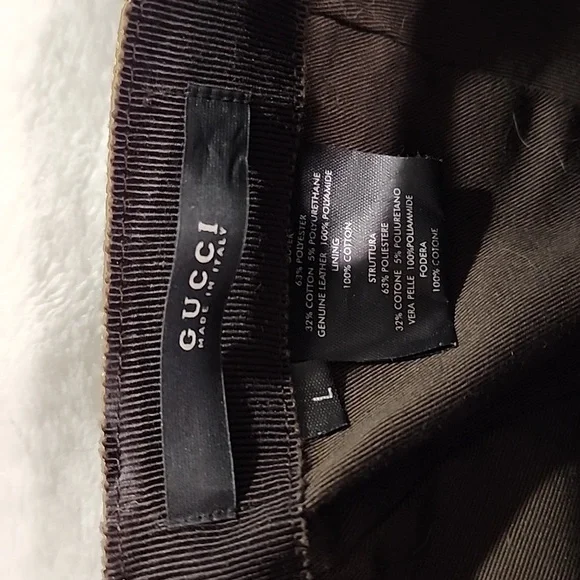 GUCCI
MADE IN ITALY
63% POLYESTER
32% COTTON 5% POLYURETHANE
GENUINE LEATHER 100% POLYAMIDE
LINING
100% COTTON
STRUTTURA
63% POLIESTERE
32% COTONE 5% POLIURETANO
VERA PELLE 100%POLIAMMIDE
FODERA
100% COTONE
L